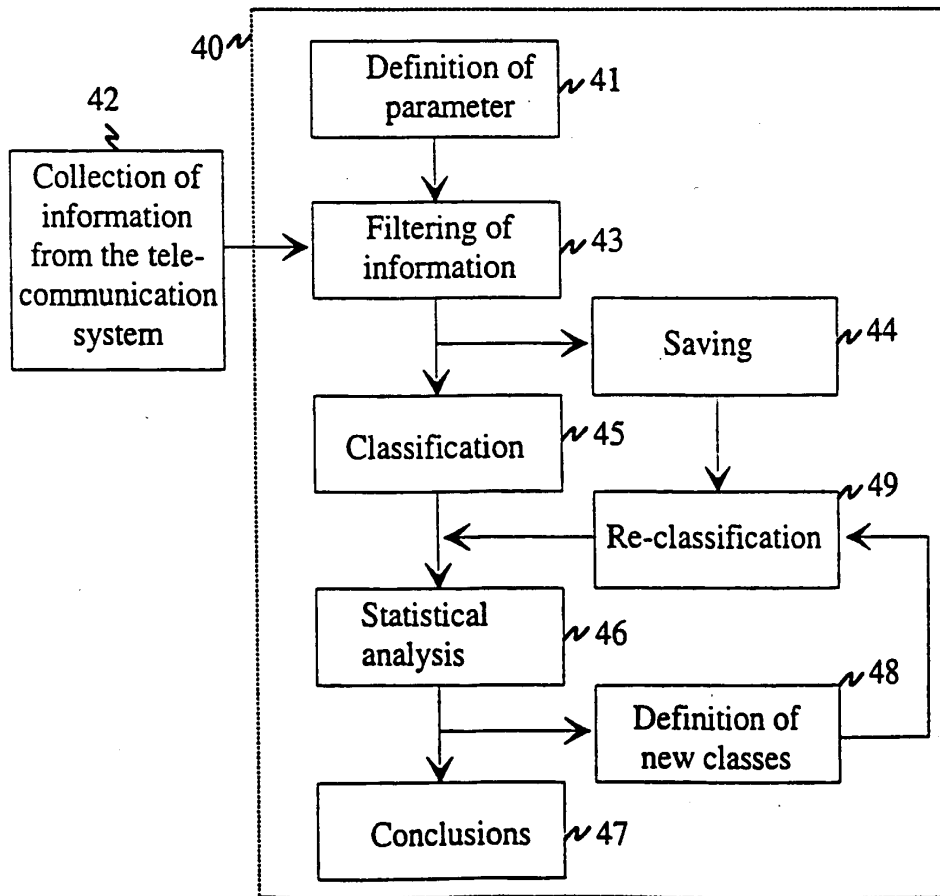 40
Definition of
parameter
41
42
Collection of
information
from the tele-
communication
system
Filtering of
information
43
Saving
44
Classification
45
Re-classification
49
Statistical
analysis
46
Definition of
new classes
48
Conclusions
47